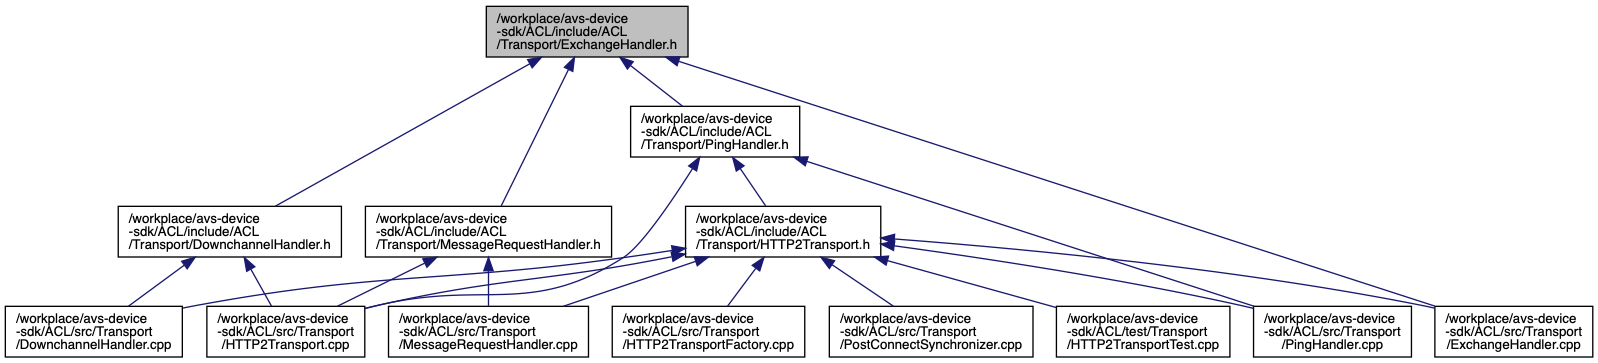 /workplace/avs-device
-sdk/ACL/include/ACL
/Transport/ExchangeHandler.h
/workplace/avs-device
-sdk/ACL/include/ACL
/Transport/PingHandler.h
/workplace/avs-device
-sdk/ACL/include/ACL
/Transport/DownchannelHandler.h
/workplace/avs-device
-sdk/ACL/include/ACL
/Transport/MessageRequestHandler.h
/workplace/avs-device
-sdk/ACL/include/ACL
/Transport/HTTP2Transport.h
/workplace/avs-device
-sdk/ACL/src/Transport
/DownchannelHandler.cpp
/workplace/avs-device
-sdk/ACL/src/Transport
/HTTP2Transport.cpp
/workplace/avs-device
-sdk/ACL/src/Transport
/MessageRequestHandler.cpp
/workplace/avs-device
-sdk/ACL/src/Transport
/HTTP2TransportFactory.cpp
/workplace/avs-device
-sdk/ACL/src/Transport
/PostConnectSynchronizer.cpp
/workplace/avs-device
-sdk/ACL/test/Transport
/HTTP2TransportTest.cpp
/workplace/avs-device
-sdk/ACL/src/Transport
/PingHandler.cpp
/workplace/avs-device
-sdk/ACL/src/Transport
/ExchangeHandler.cpp